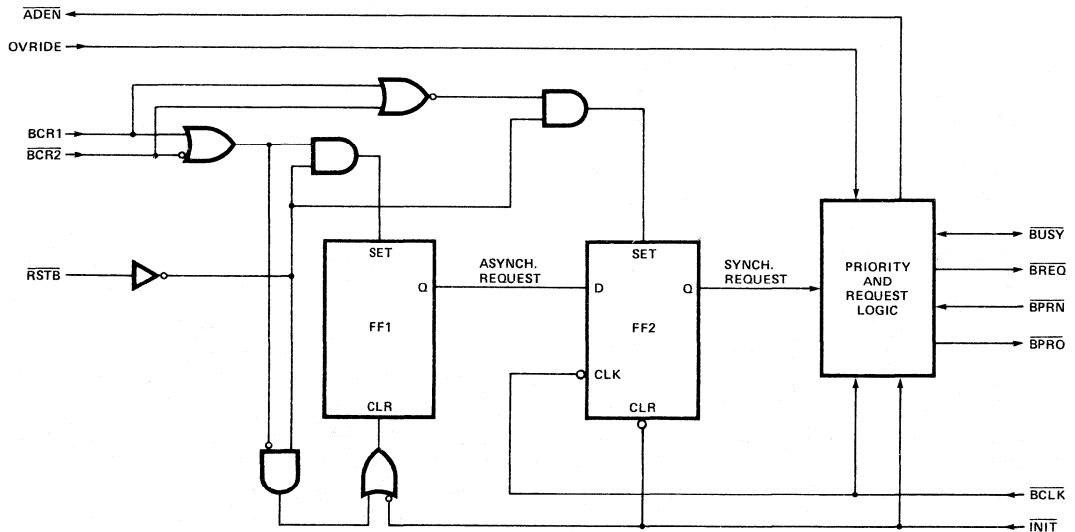 ADEN
OVRIDE
BCR1
BCR2
RSTB
SET
Q
FF1
CLR
ASYNCH.
REQUEST
SET
D
Q
FF2
CLK
CLR
SYNCH.
REQUEST
PRIORITY
AND
REQUEST
LOGIC
BUSY
BREQ
BPRN
BPRO
BCLK
INIT